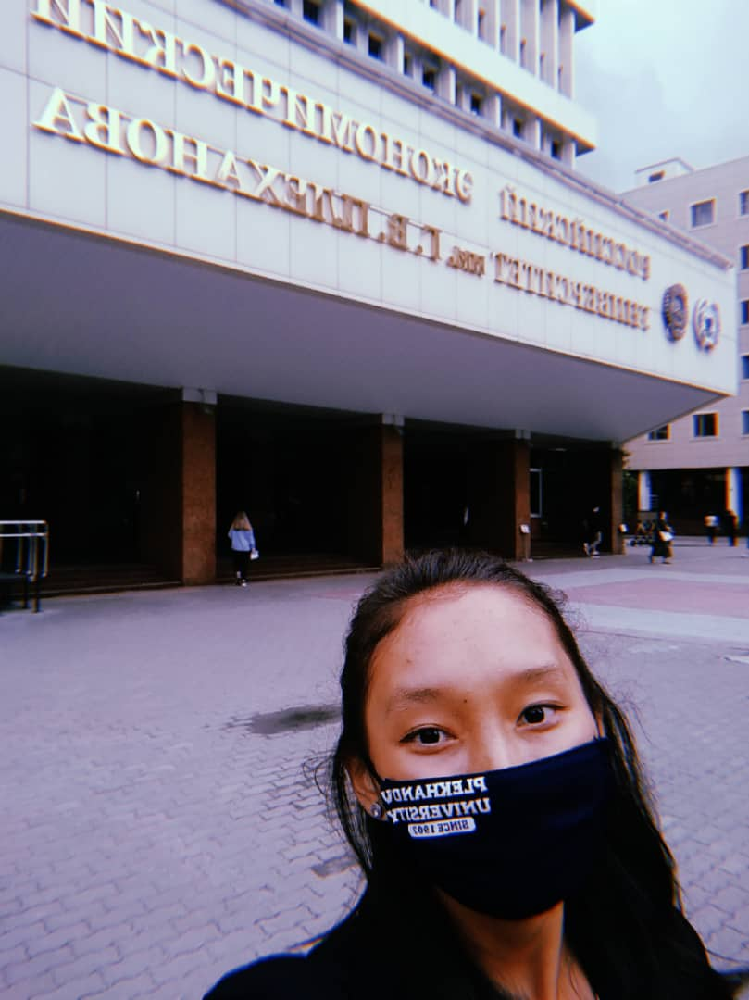 РОССИЙСКИЙ ЭКОНОМИЧЕСКИЙ
УНИВЕРСИТЕТ им. Г. В. ПЛЕХАНОВА
PLEKHANOV
UNIVERSITY
SINCE 1907